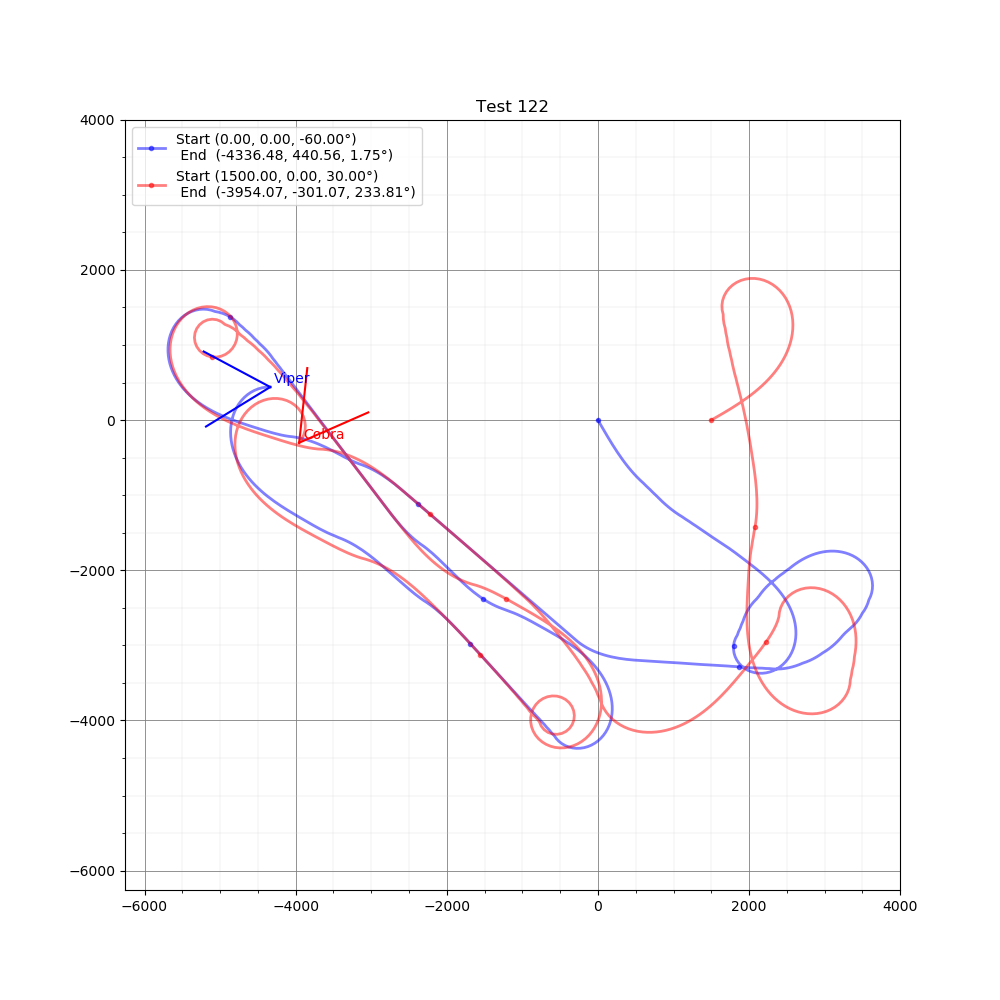 Test 122
Start (0.00, 0.00, -60.00°)
End (-4336.48, 440.56, 1.75°)
Start (1500.00, 0.00, 30.00°)
End (-3954.07, -301.07, 233.81°)
4000
2000
0
−2000
−4000
−6000
Viper
Cobra
−6000 −4000 −2000 0 2000 4000